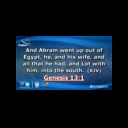 And Abram went up out of
Egypt, he, and his wife, and
all that he had, and Lot with
him, into the south. (KJV)
Genesis 13:1